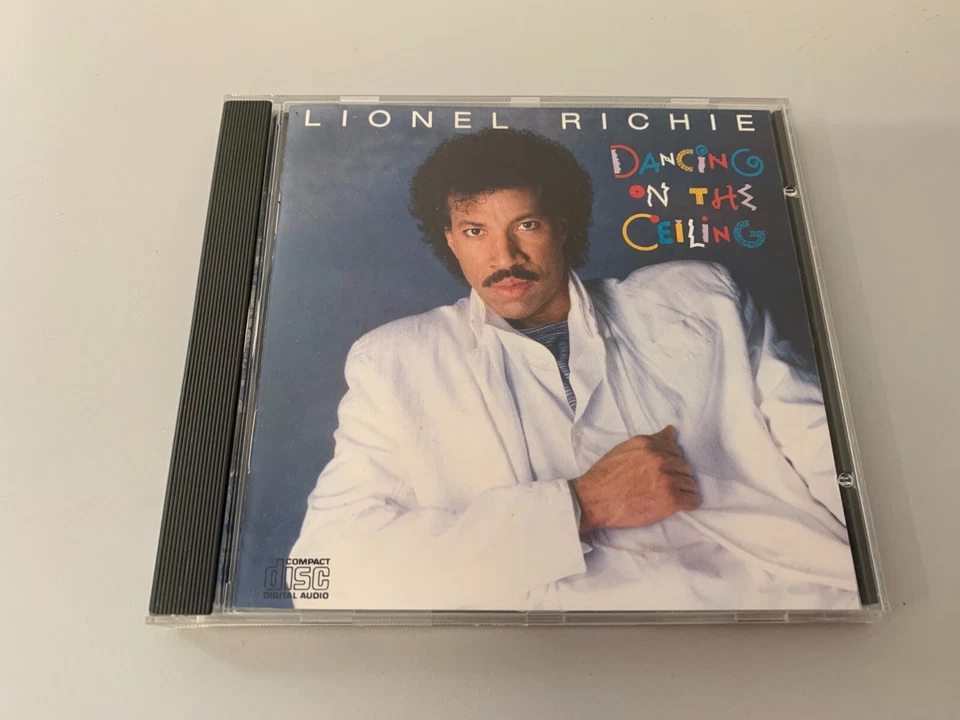 LIONEL RICHIE
DANCING
ON THE
CEILING
COMPACT
disc
DIGITAL AUDIO